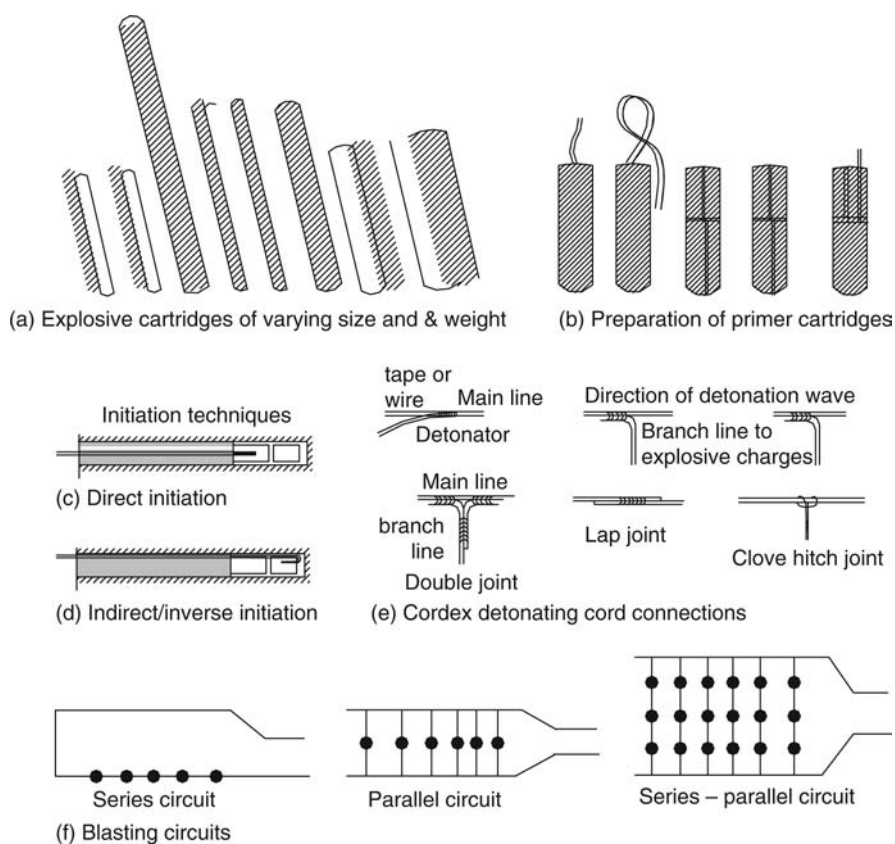 (a) Explosive cartridges of varying size and & weight
(b) Preparation of primer cartridges
Initiation techniques
(c) Direct initiation
(d) Indirect/inverse initiation
tape or
wire
Main line
Detonator
Direction of detonation wave
Branch line to
explosive charges
Main line
branch
line
Double joint
Lap joint
Clove hitch joint
(e) Cordex detonating cord connections
Series circuit
Parallel circuit
Series – parallel circuit
(f) Blasting circuits